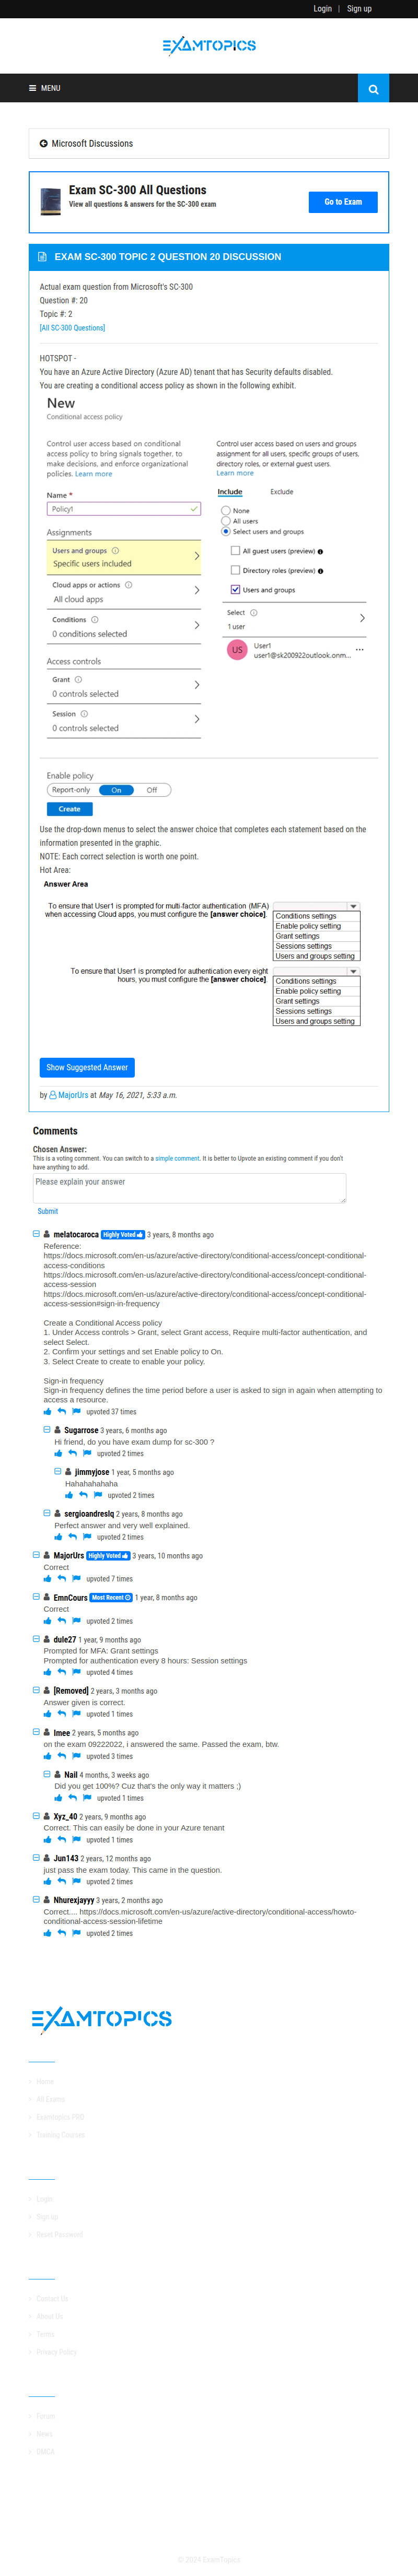 Login | Sign up
EXAMTOPICS
MENU
Microsoft Discussions
Exam SC-300 All Questions
View all questions & answers for the SC-300 exam
Go to Exam
EXAM SC-300 TOPIC 2 QUESTION 20 DISCUSSION
Actual exam question from Microsoft's SC-300
Question #: 20
Topic #: 2
[All SC-300 Questions]
HOTSPOT -
You have an Azure Active Directory (Azure AD) tenant that has Security defaults disabled.
You are creating a conditional access policy as shown in the following exhibit.
New
Conditional access policy
Control user access based on conditional
access policy to bring signals together, to
make decisions, and enforce organizational
policies. Learn more
Name *
Policy1
Assignments
Users and groups
Specific users included
Cloud apps or actions
All cloud apps
Conditions
0 conditions selected
Access controls
Grant
0 controls selected
Session
0 controls selected
Control user access based on users and groups
assignment for all users, specific groups of users,
directory roles, or external guest users.
Learn more
Include Exclude
None
All users
Select users and groups
All guest users (preview)
Directory roles (preview)
Users and groups
Select
1 user
US
User1
user1@sk200922outlook.onm...
Enable policy
Report-only On Off
Create
Use the drop-down menus to select the answer choice that completes each statement based on the
information presented in the graphic.
NOTE: Each correct selection is worth one point.
Hot Area:
Answer Area
To ensure that User1 is prompted for multi-factor authentication (MFA)
when accessing Cloud apps, you must configure the [answer choice].
Conditions settings
Enable policy setting
Grant settings
Sessions settings
Users and groups setting
To ensure that User1 is prompted for authentication every eight
hours, you must configure the [answer choice].
Conditions settings
Enable policy setting
Grant settings
Sessions settings
Users and groups setting
Show Suggested Answer
by MajorUrs at May 16, 2021, 5:33 a.m.
Comments
Chosen Answer:
This is a voting comment. You can switch to a simple comment. It is better to Upvote an existing comment if you don't
have anything to add.
Please explain your answer
Submit
melatocaroca Highly Voted 3 years, 8 months ago
Reference:
https://docs.microsoft.com/en-us/azure/active-directory/conditional-access/concept-conditional-
access-conditions
https://docs.microsoft.com/en-us/azure/active-directory/conditional-access/concept-conditional-
access-session
https://docs.microsoft.com/en-us/azure/active-directory/conditional-access/concept-conditional-
access-session#sign-in-frequency
Create a Conditional Access policy
1. Under Access controls > Grant, select Grant access, Require multi-factor authentication, and
select Select.
2. Confirm your settings and set Enable policy to On.
3. Select Create to create to enable your policy.
Sign-in frequency
Sign-in frequency defines the time period before a user is asked to sign in again when attempting to
access a resource.
upvoted 37 times
Sugarrose 3 years, 6 months ago
Hi friend, do you have exam dump for sc-300 ?
upvoted 2 times
jimmyjose 1 year, 5 months ago
Hahahahahaha
upvoted 2 times
sergioandreslq 2 years, 8 months ago
Perfect answer and very well explained.
upvoted 2 times
MajorUrs Highly Voted 3 years, 10 months ago
Correct
upvoted 7 times
EmnCours Most Recent 1 year, 8 months ago
Correct
upvoted 2 times
dule27 1 year, 9 months ago
Prompted for MFA: Grant settings
Prompted for authentication every 8 hours: Session settings
upvoted 4 times
[Removed] 2 years, 3 months ago
Answer given is correct.
upvoted 1 times
Imee 2 years, 5 months ago
on the exam 09222022, i answered the same. Passed the exam, btw.
upvoted 3 times
Nail 4 months, 3 weeks ago
Did you get 100%? Cuz that's the only way it matters ;)
upvoted 1 times
Xyz_40 2 years, 9 months ago
Correct. This can easily be done in your Azure tenant
upvoted 1 times
Jun143 2 years, 12 months ago
just pass the exam today. This came in the question.
upvoted 2 times
Nhurexjayyy 3 years, 2 months ago
Correct.... https://docs.microsoft.com/en-us/azure/active-directory/conditional-access/howto-
conditional-access-session-lifetime
upvoted 2 times
EXAMTOPICS
Home
All Exams
Examtopics PRO
Training Courses
Login
Sign up
Reset Password
Contact Us
About Us
Terms
Privacy Policy
Forum
News
DMCA
© 2024 ExamTopics